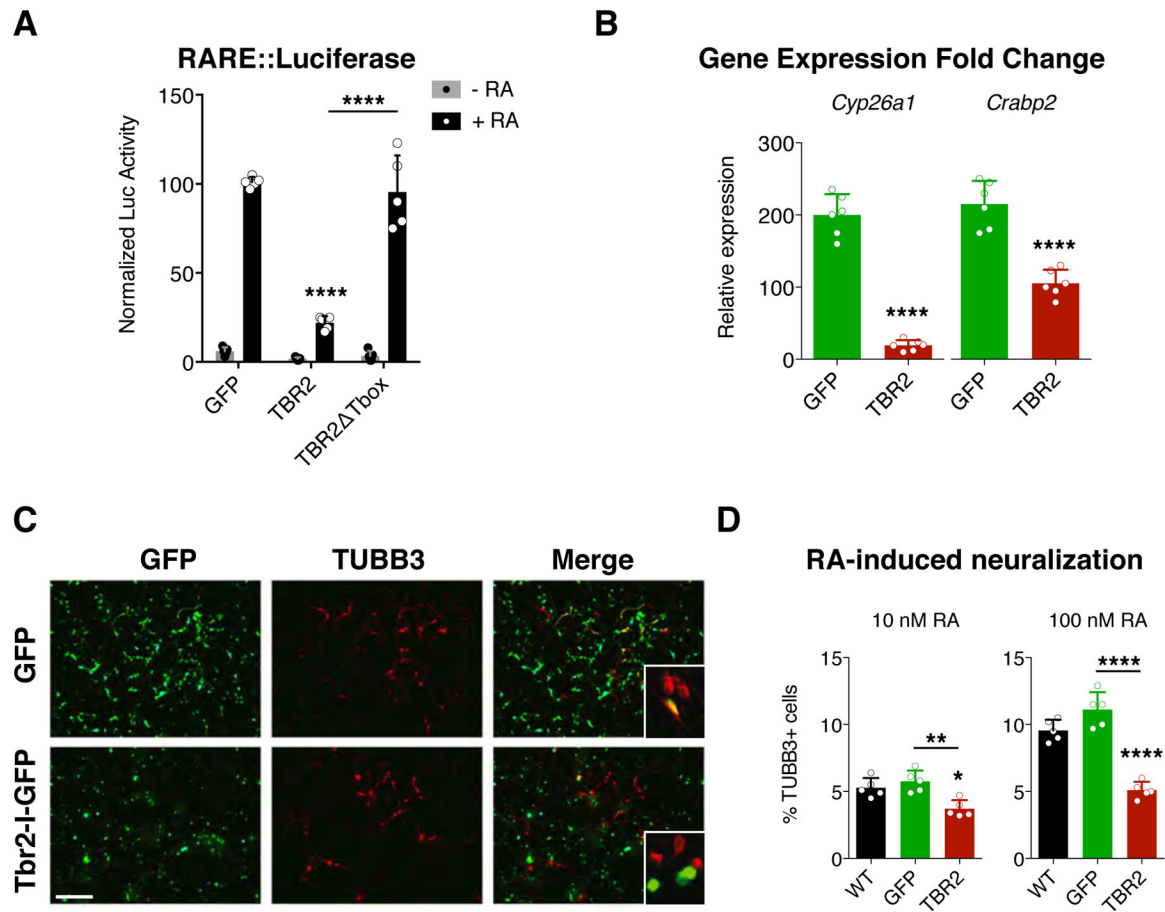 A
RARE::Luciferase
- RA
+ RA
****
****
Normalized Luc Activity
150
100
50
0
GFP
TBR2
TBR2ΔTbox
B
Gene Expression Fold Change
Cyp26a1
Crabp2
Relative expression
300
200
100
0
****
****
GFP
TBR2
GFP
TBR2
C
GFP
TUBB3
Merge
GFP
Tbr2-I-GFP
D
RA-induced neuralization
10 nM RA
100 nM RA
% TUBB3+ cells
15
10
5
0
**
*
WT
GFP
TBR2
15
10
5
0
****
****
WT
GFP
TBR2